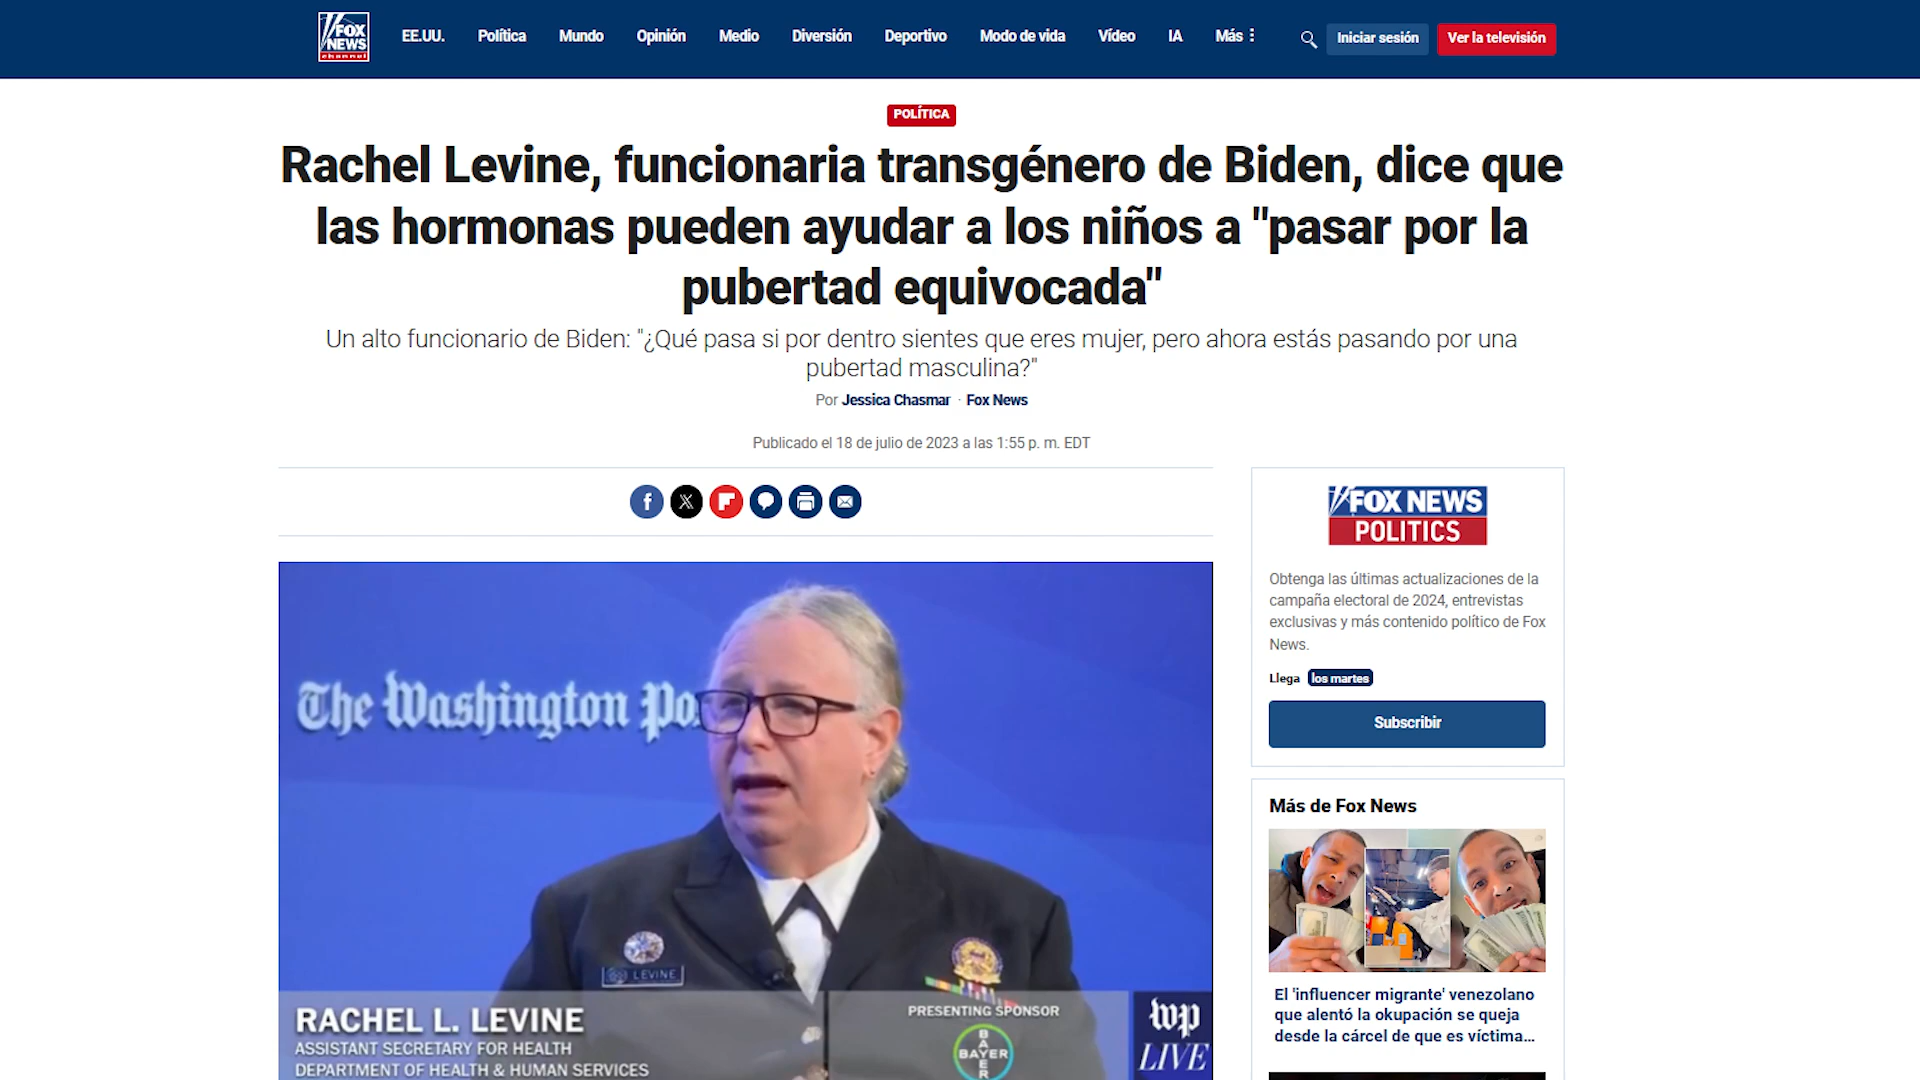 FOX
NEWS
channel
EE.UU. Política Mundo Opinión Medio Diversión Deportivo Modo de vida Vídeo IA Más Iniciar sesión Ver la televisión
POLÍTICA
Rachel Levine, funcionaria transgénero de Biden, dice que
las hormonas pueden ayudar a los niños a "pasar por la
pubertad equivocada"
Un alto funcionario de Biden: "¿Qué pasa si por dentro sientes que eres mujer, pero ahora estás pasando por una
pubertad masculina?"
Por Jessica Chasmar · Fox News
Publicado el 18 de julio de 2023 a las 1:55 p. m. EDT
The Washington Po
LEVINE
RACHEL L. LEVINE
ASSISTANT SECRETARY FOR HEALTH
DEPARTMENT OF HEALTH & HUMAN SERVICES
PRESENTING SPONSOR
BAYER
BAYER
wp
LIVE
FOX NEWS
POLITICS
Obtenga las últimas actualizaciones de la
campaña electoral de 2024, entrevistas
exclusivas y más contenido político de Fox
News.
Llega los martes
Subscribir
Más de Fox News
El 'influencer migrante' venezolano
que alentó la okupación se queja
desde la cárcel de que es víctima...